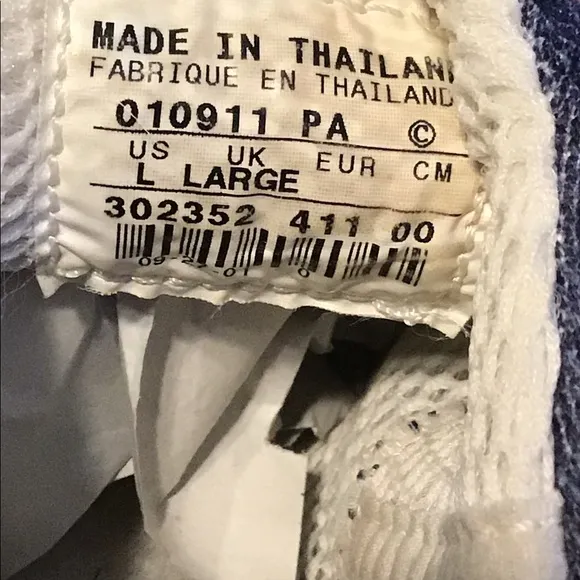 MADE IN THAILAN
FABRIQUE EN THAILAND
010911 PA ©
US UK EUR CM
L LARGE
302352 411 00